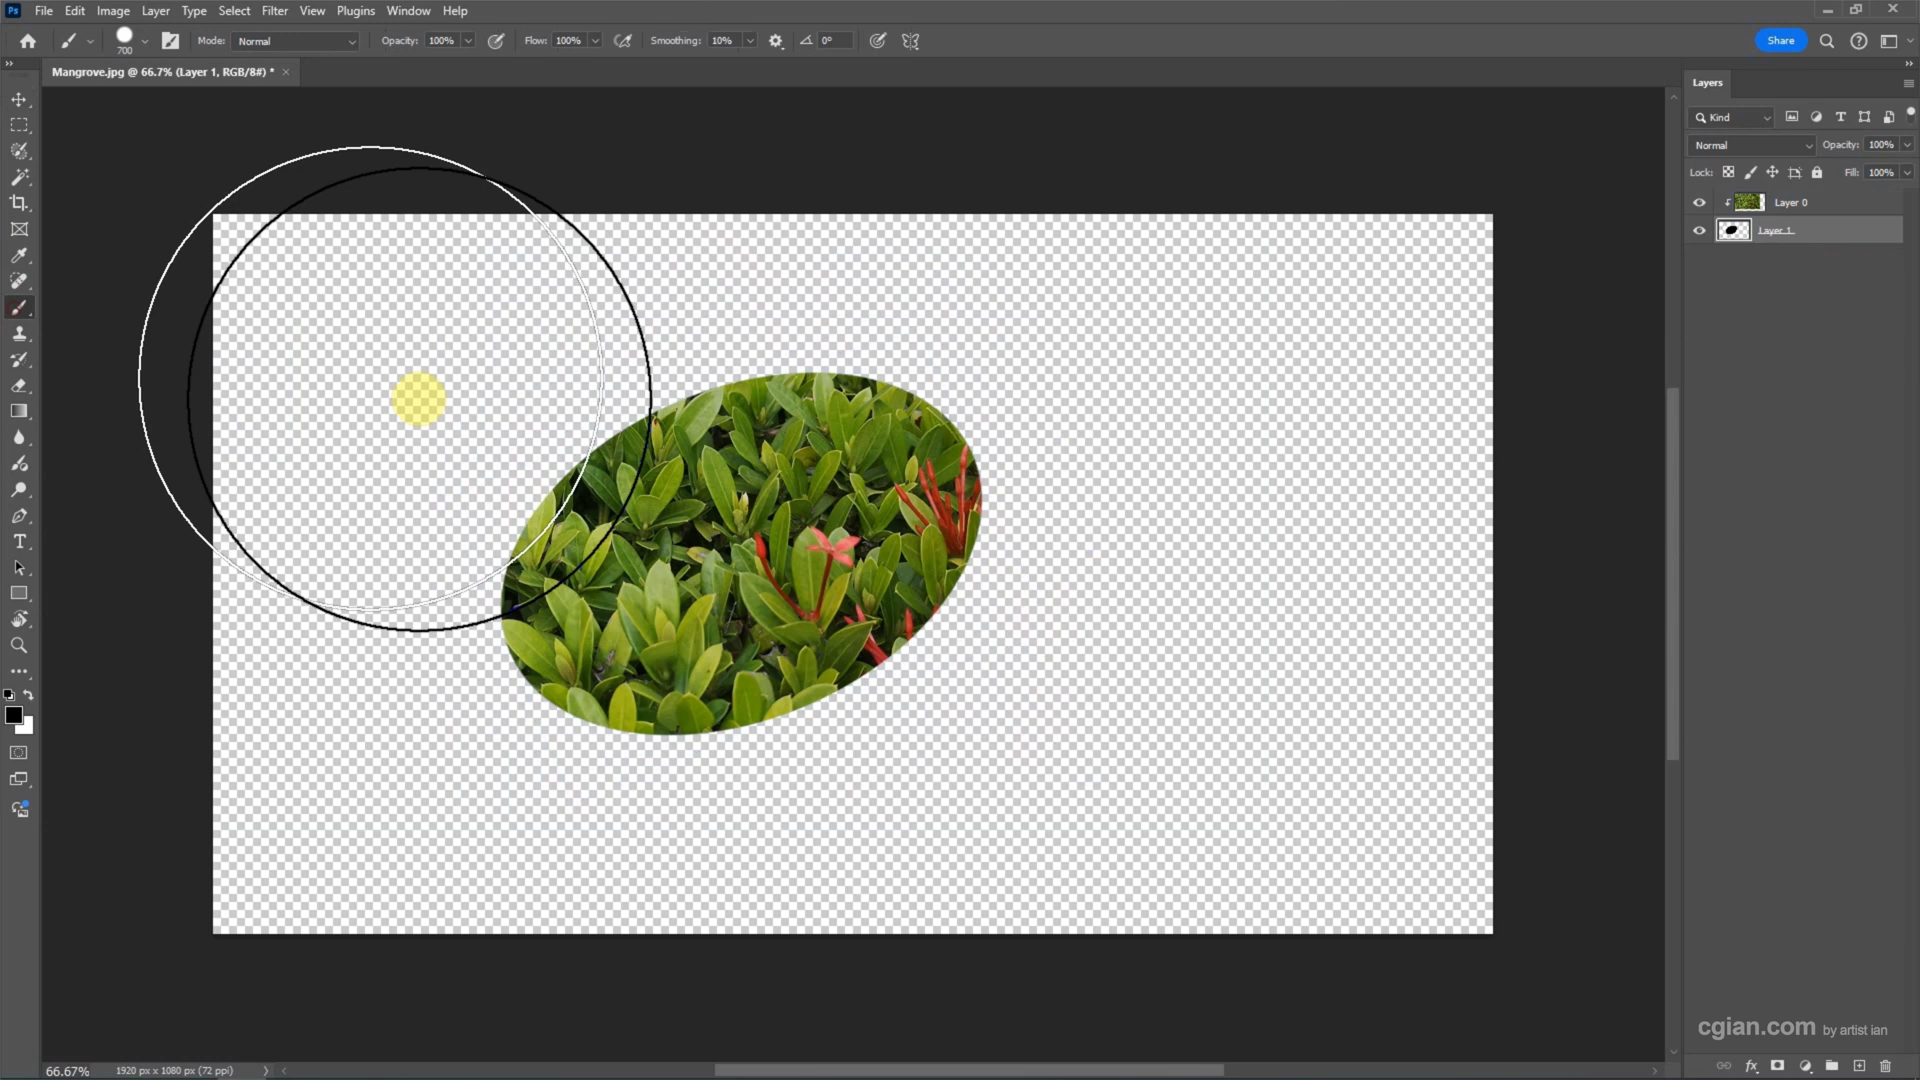 Ps File Edit Image Layer Type Select Filter View Plugins Window Help
700 Mode: Normal Opacity: 100% Flow: 100% Smoothing: 10% 0° Share
Mangrove.jpg @ 66.7% (Layer 1, RGB/8#) * ×
Layers
Kind
Normal Opacity: 100%
Lock: Fill: 100%
Layer 0
Layer 1
cgian.com by artist ian
66.67% 1920 px x 1080 px (72 ppi)